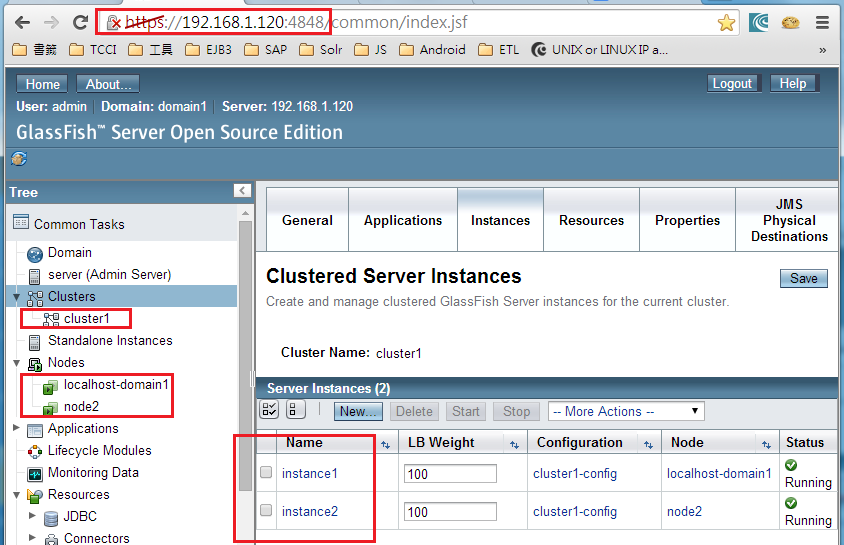 https://192.168.1.120:4848/common/index.jsf
書籤 TCCI 工具 EJB3 SAP Solr JS Android ETL UNIX or LINUX IP a... »
Home About... Logout Help
User: admin Domain: domain1 Server: 192.168.1.120
GlassFish™ Server Open Source Edition
Tree
Common Tasks
Domain
server (Admin Server)
Clusters
cluster1
Standalone Instances
Nodes
localhost-domain1
node2
Applications
Lifecycle Modules
Monitoring Data
Resources
JDBC
Connectors
General Applications Instances Resources Properties JMS Physical Destinations
Clustered Server Instances
Save
Create and manage clustered GlassFish Server instances for the current cluster.
Cluster Name: cluster1
Server Instances (2)
New... Delete Start Stop -- More Actions --
Name LB Weight Configuration Node Status
instance1 100 cluster1-config localhost-domain1 Running
instance2 100 cluster1-config node2 Running